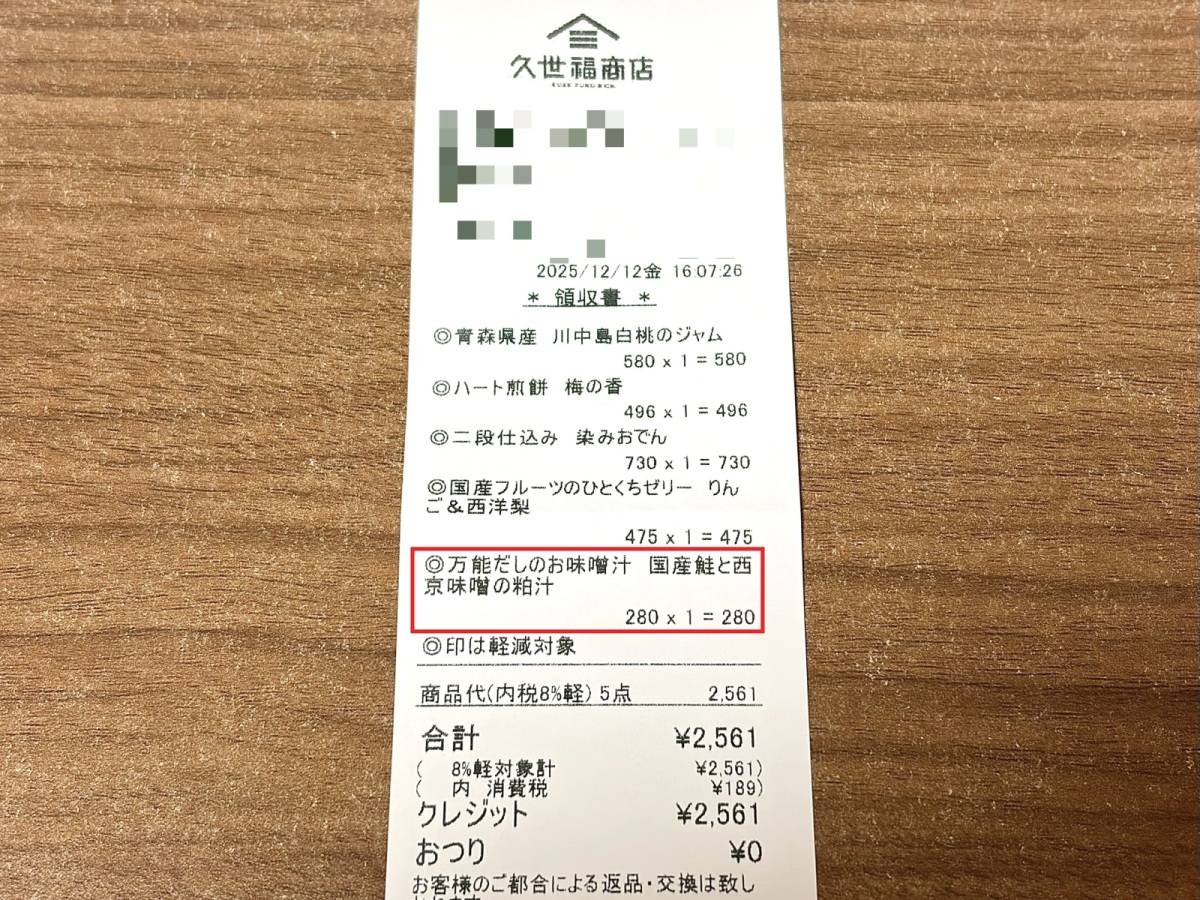 久世福商店
KUZE FUKU & CO.
2025/12/12金 16:07:26
* 領収書 *
◎青森県産 川中島白桃のジャム
580 x 1 = 580
◎ハート煎餅 梅の香
496 x 1 = 496
◎二段仕込み 染みおでん
730 x 1 = 730
◎国産フルーツのひとくちゼリー りん
ご&西洋梨
475 x 1 = 475
◎万能だしのお味噌汁 国産鮭と西
京味噌の粕汁
280 x 1 = 280
◎印は軽減対象
商品代(内税8%軽) 5点 2,561
合計 ¥2,561
( 8%軽対象計 ¥2,561)
( 内 消費税 ¥189)
クレジット ¥2,561
おつり ¥0
お客様のご都合による返品・交換は致し